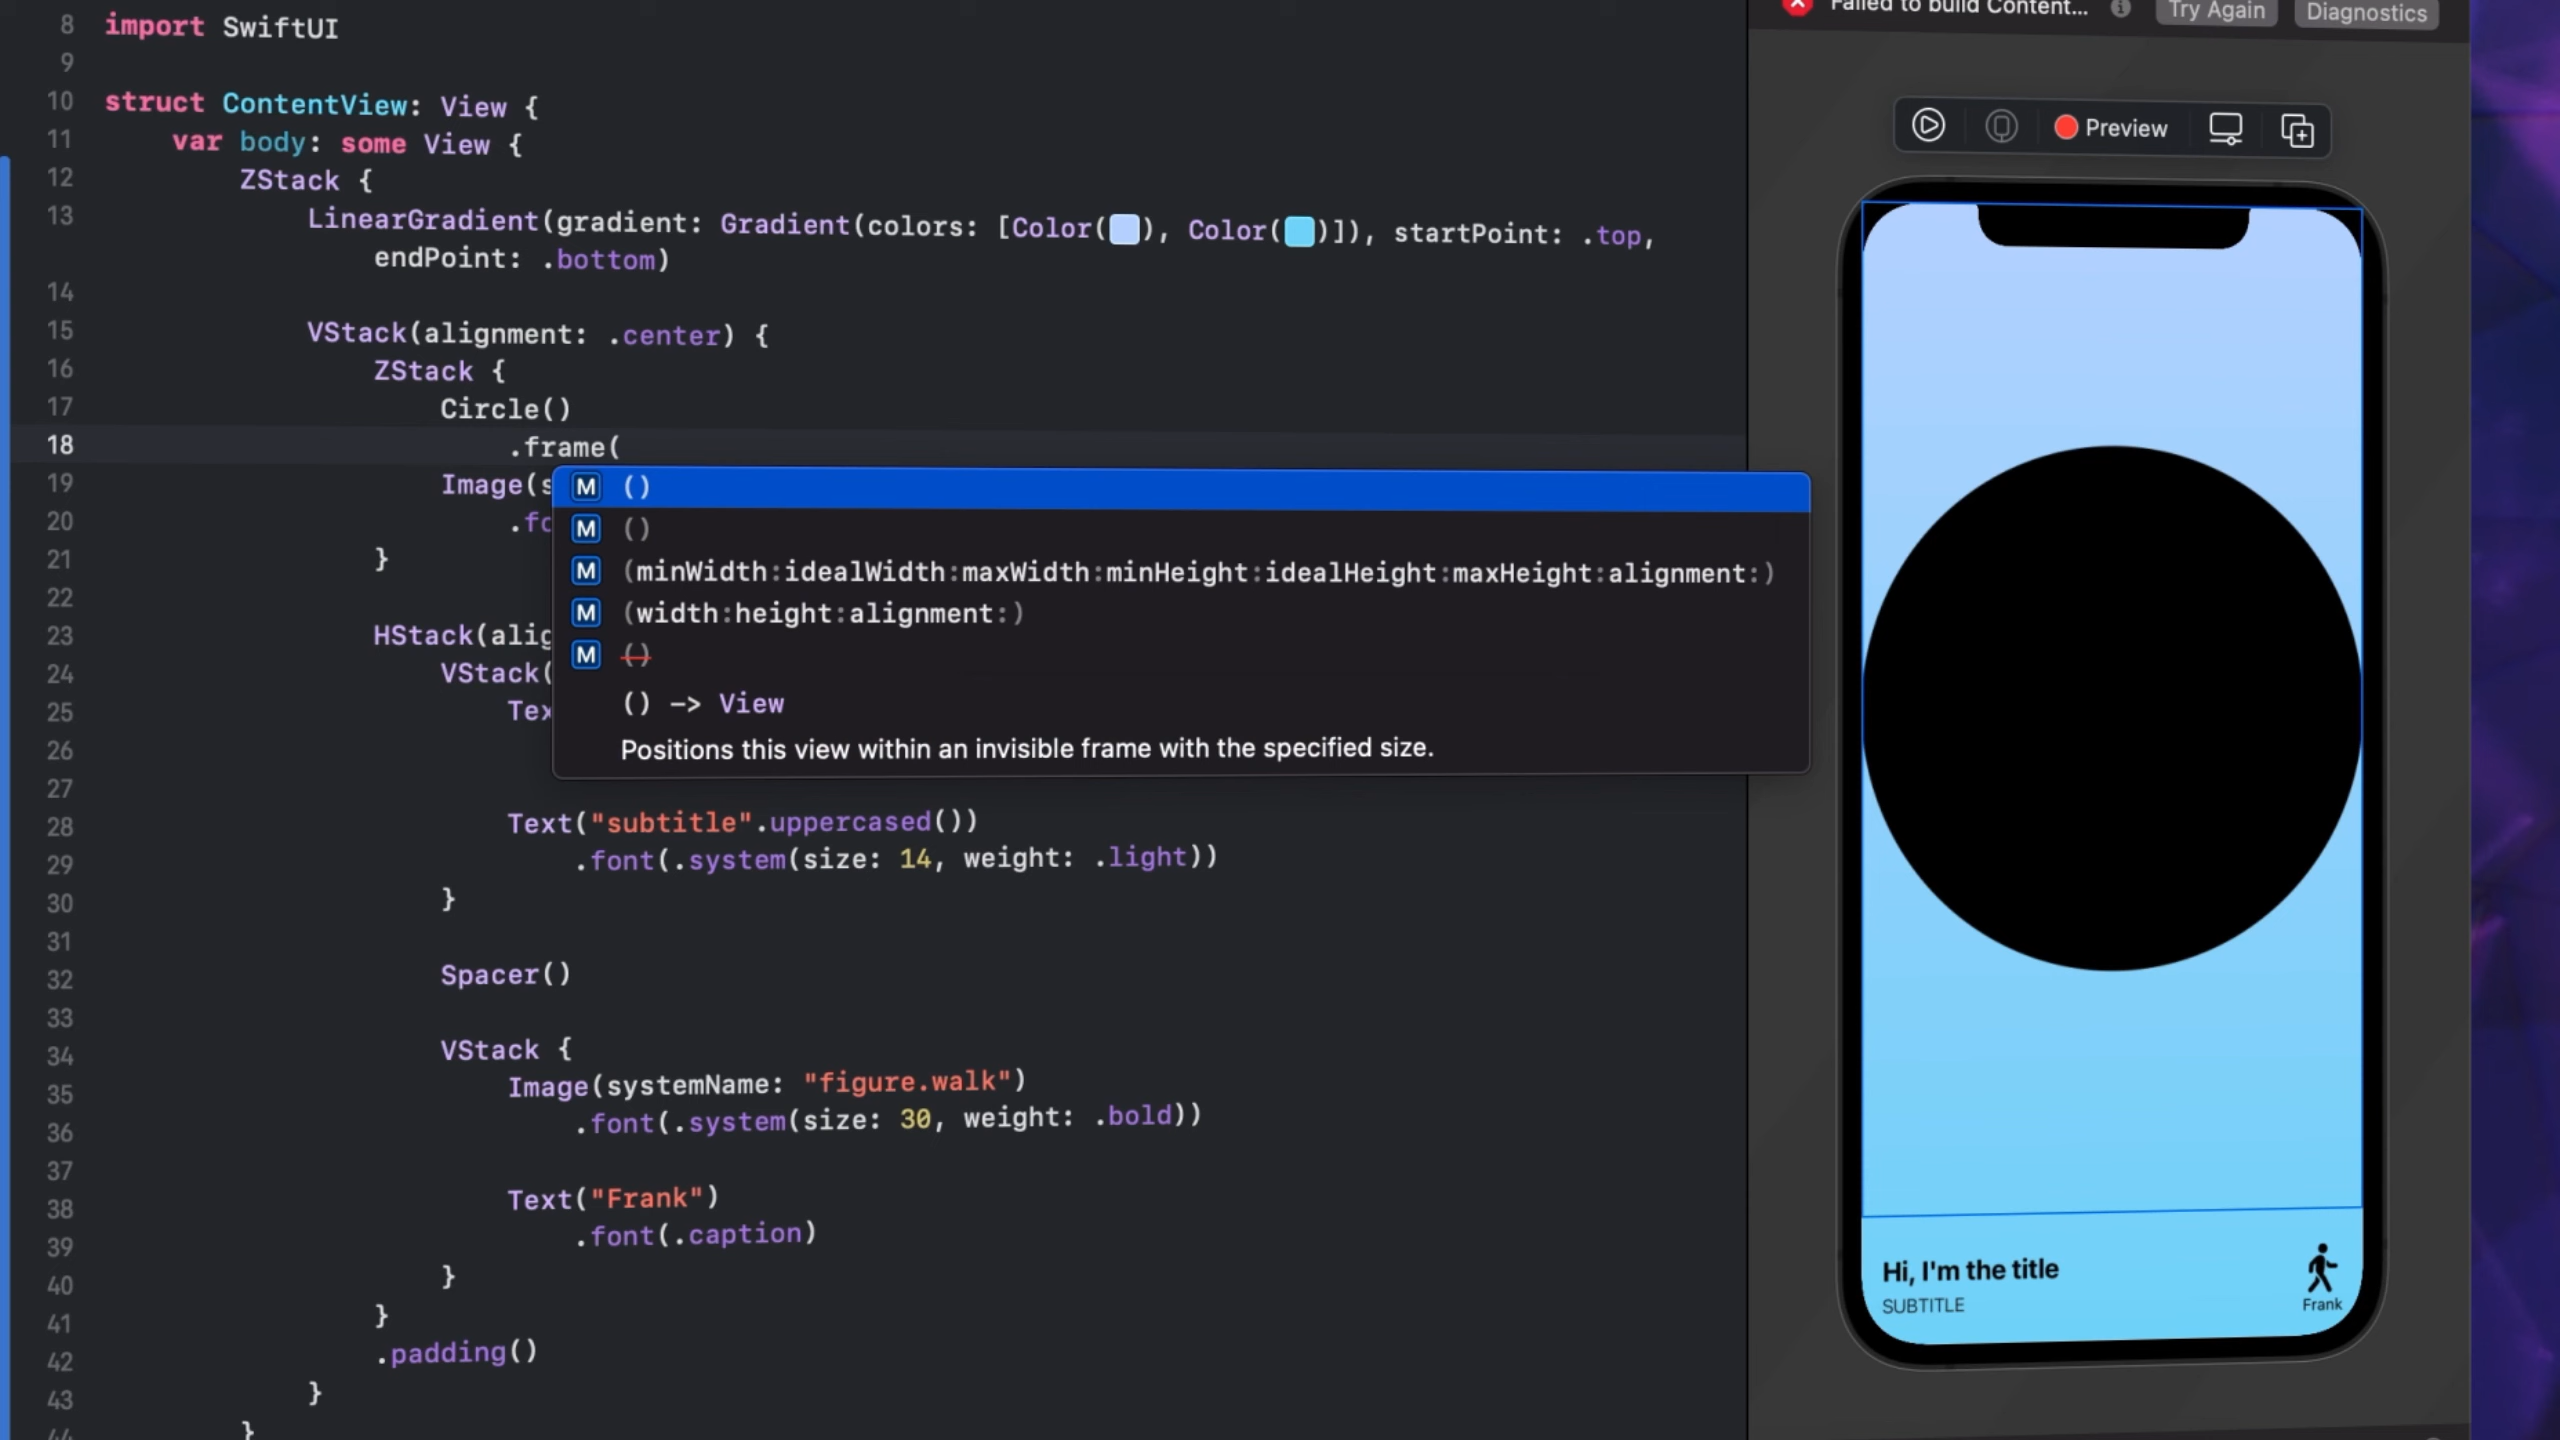 8 import SwiftUI
9
10 struct ContentView: View {
11 var body: some View {
12 ZStack {
13 LinearGradient(gradient: Gradient(colors: [Color( ), Color( )]), startPoint: .top,
endPoint: .bottom)
14
15 VStack(alignment: .center) {
16 ZStack {
17 Circle()
18 .frame(
19 Image(s
20 .fo
21 }
22
23 HStack(alig
24 VStack(
25 Tex
26
27
28 Text("subtitle".uppercased())
29 .font(.system(size: 14, weight: .light))
30 }
31
32 Spacer()
33
34 VStack {
35 Image(systemName: "figure.walk")
36 .font(.system(size: 30, weight: .bold))
37
38 Text("Frank")
39 .font(.caption)
40 }
41 }
42 .padding()
43 }
44 }
M ()
M ()
M (minWidth:idealWidth:maxWidth:minHeight:idealHeight:maxHeight:alignment:)
M (width:height:alignment:)
M ()
() -> View
Positions this view within an invisible frame with the specified size.
Failed to build Content... Try Again Diagnostics
Preview
Hi, I'm the title
SUBTITLE
Frank